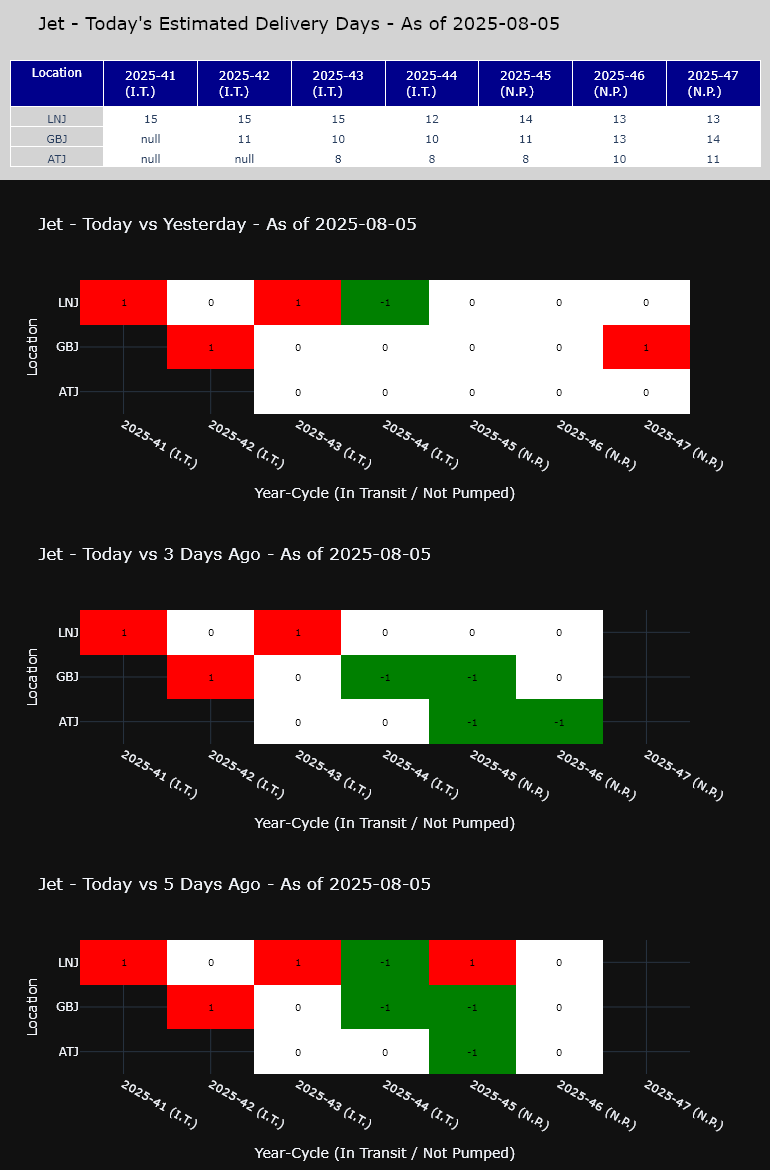 Jet - Today's Estimated Delivery Days - As of 2025-08-05
Location 2025-41 (I.T.) 2025-42 (I.T.) 2025-43 (I.T.) 2025-44 (I.T.) 2025-45 (N.P.) 2025-46 (N.P.) 2025-47 (N.P.)
LNJ 15 15 15 12 14 13 13
GBJ null 11 10 10 11 13 14
ATJ null null 8 8 8 10 11
Jet - Today vs Yesterday - As of 2025-08-05
LNJ 1 0 1 -1 0 0 0
GBJ 1 0 0 0 0 1
ATJ 0 0 0 0 0
Location
2025-41 (I.T.) 2025-42 (I.T.) 2025-43 (I.T.) 2025-44 (I.T.) 2025-45 (N.P.) 2025-46 (N.P.) 2025-47 (N.P.)
Year-Cycle (In Transit / Not Pumped)
Jet - Today vs 3 Days Ago - As of 2025-08-05
LNJ 1 0 1 0 0 0
GBJ 1 0 -1 -1 0
ATJ 0 0 -1 -1
Location
2025-41 (I.T.) 2025-42 (I.T.) 2025-43 (I.T.) 2025-44 (I.T.) 2025-45 (N.P.) 2025-46 (N.P.) 2025-47 (N.P.)
Year-Cycle (In Transit / Not Pumped)
Jet - Today vs 5 Days Ago - As of 2025-08-05
LNJ 1 0 1 -1 1 0
GBJ 1 0 -1 -1 0
ATJ 0 0 -1 0
Location
2025-41 (I.T.) 2025-42 (I.T.) 2025-43 (I.T.) 2025-44 (I.T.) 2025-45 (N.P.) 2025-46 (N.P.) 2025-47 (N.P.)
Year-Cycle (In Transit / Not Pumped)